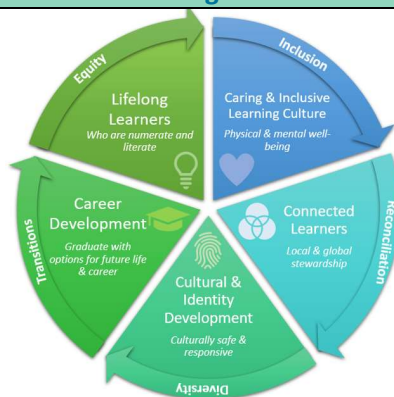 Equity
Lifelong
Learners
Who are numerate and
literate
Inclusion
Caring & Inclusive
Learning Culture
Physical & mental well-
being
Reconciliation
Connected
Learners
Local & global
stewardship
Diversity
Cultural &
Identity
Development
Culturally safe &
responsive
Transitions
Career
Development
Graduate with
options for future life
& career